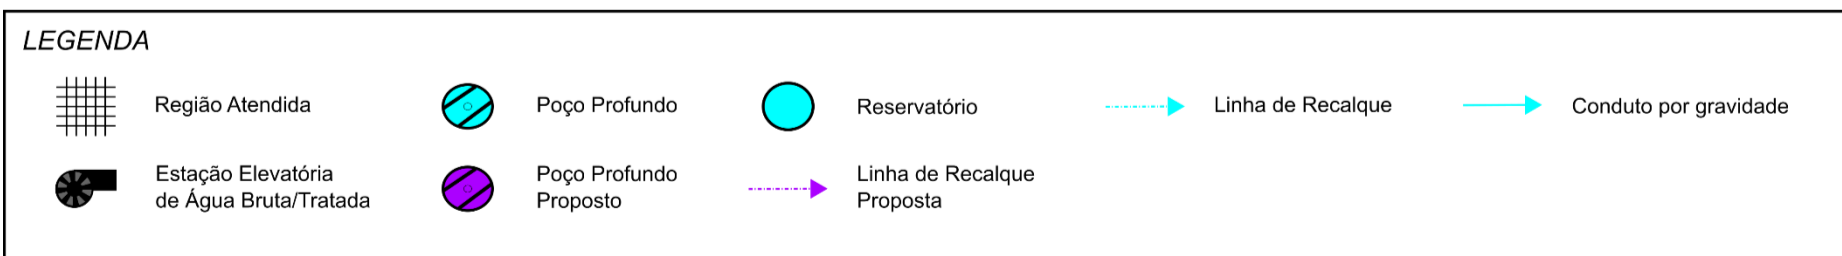 LEGENDA
Região Atendida
Poço Profundo
Reservatório
Linha de Recalque
Conduto por gravidade
Estação Elevatória
de Água Bruta/Tratada
Poço Profundo
Proposto
Linha de Recalque
Proposta